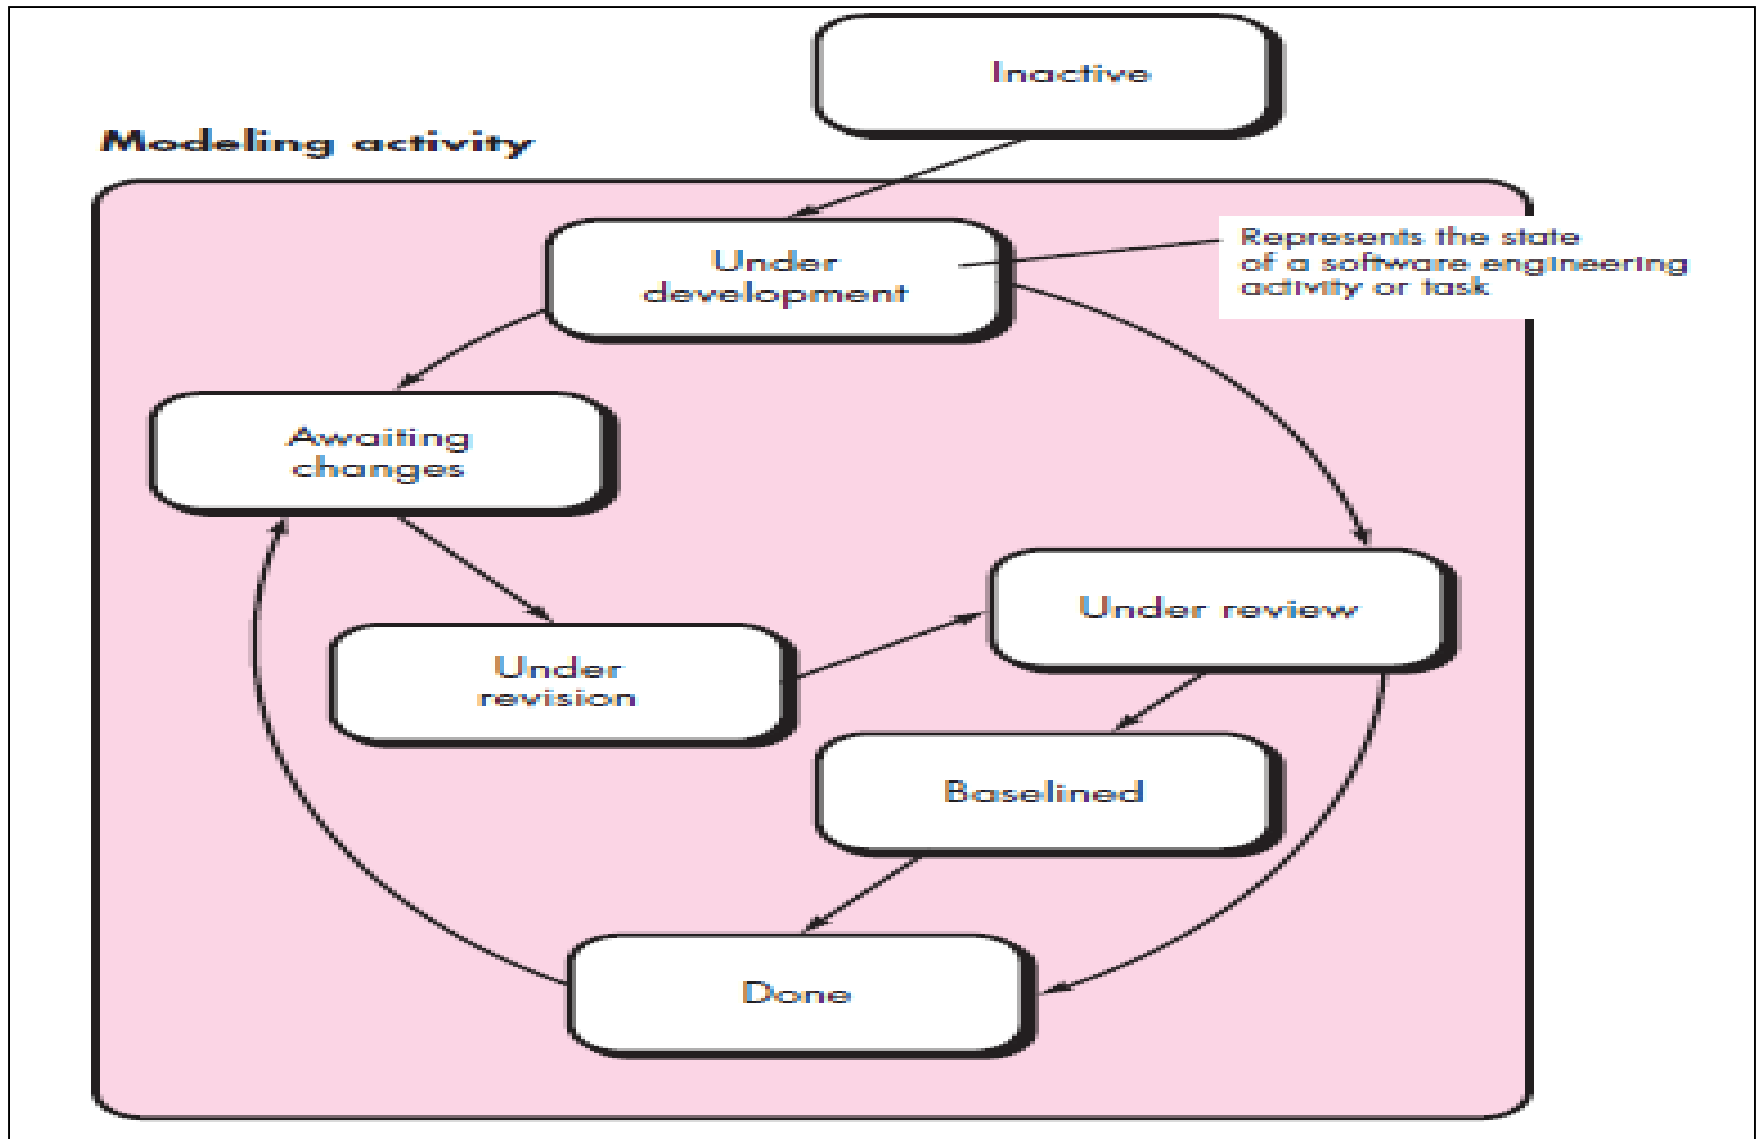 Inactive
Modeling activity
Under
development
Represents the state
of a software engineering
activity or task
Awaiting
changes
Under review
Under
revision
Baselined
Done